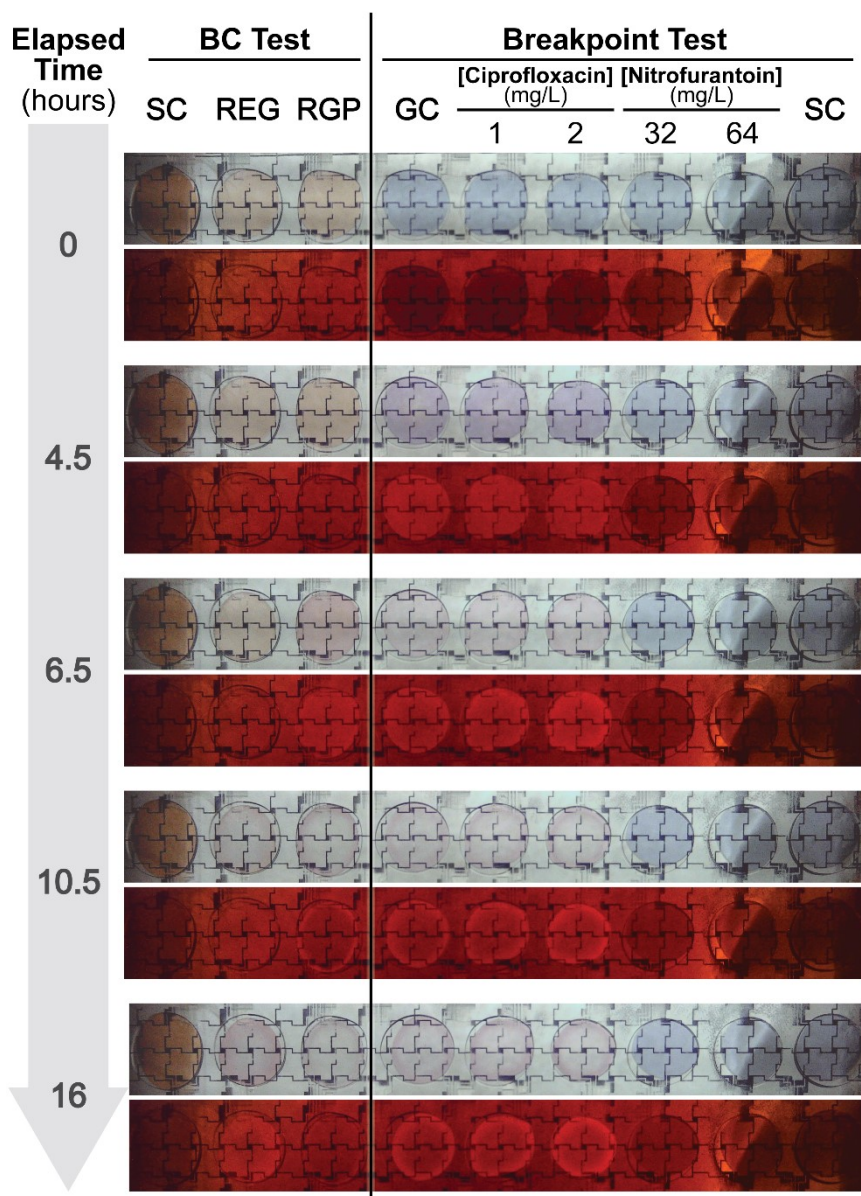 Elapsed Time (hours)
BC Test
Breakpoint Test
[Ciprofloxacin] (mg/L)
[Nitrofurantoin] (mg/L)
SC REG RGP GC 1 2 32 64 SC
0
4.5
6.5
10.5
16